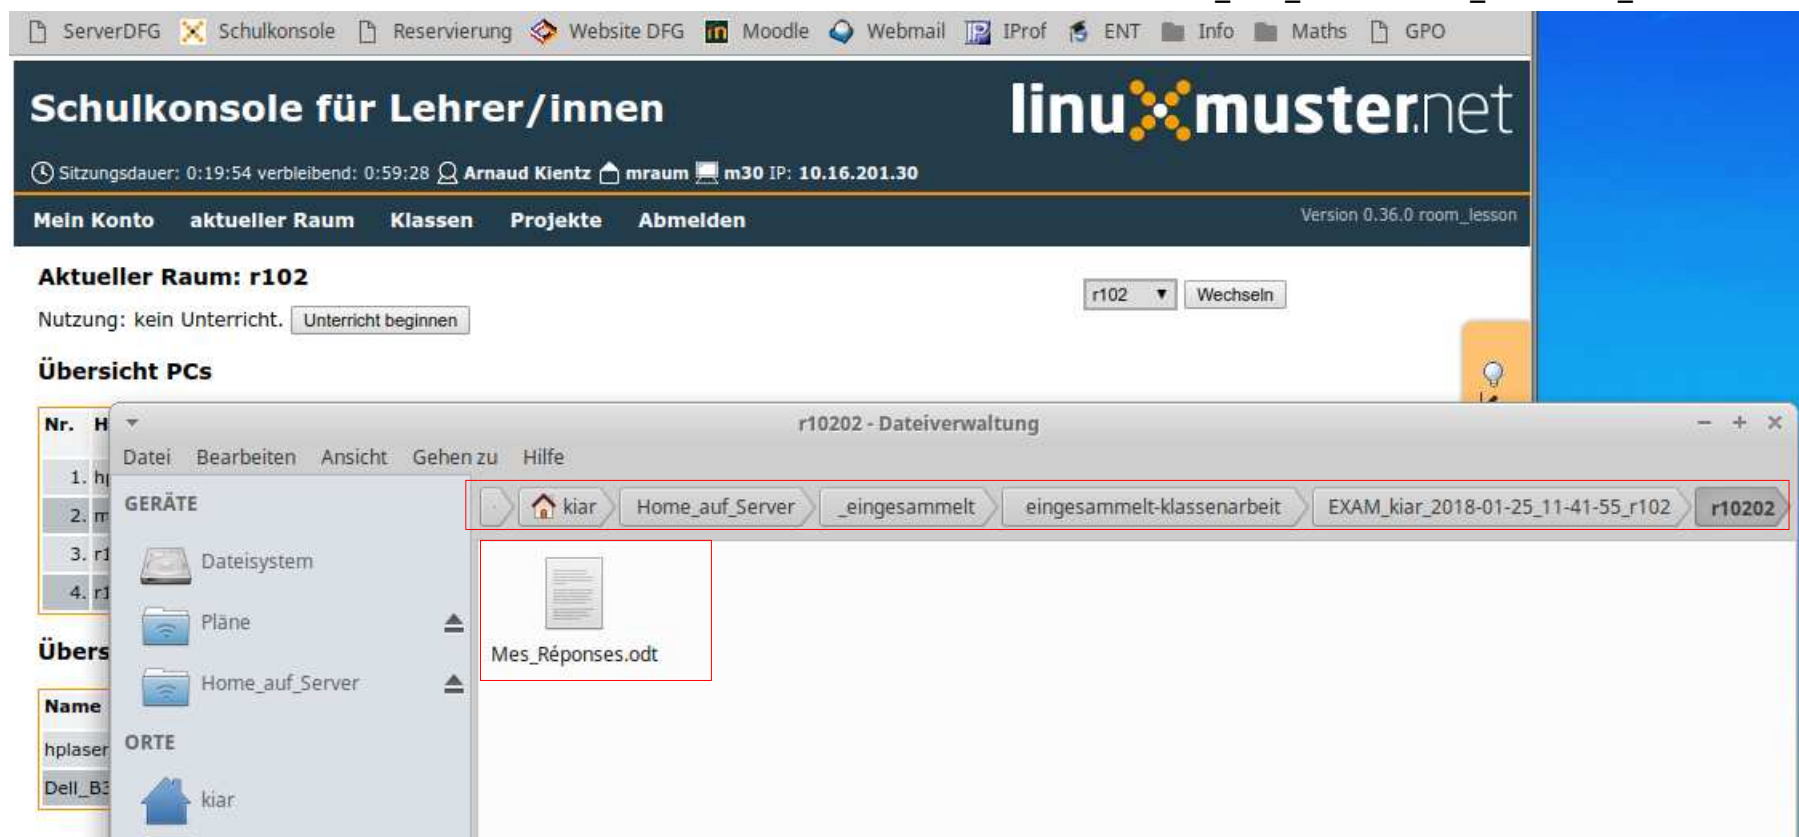 ServerDFG Schulkonsole Reservierung Website DFG Moodle Webmail IProf ENT Info Maths GPO
Schulkonsole für Lehrer/innen
linuxmuster.net
Sitzungsdauer: 0:19:54 verbleibend: 0:59:28 Arnaud Kientz mraum m30 IP: 10.16.201.30
Mein Konto aktueller Raum Klassen Projekte Abmelden
Version 0.36.0 room_lesson
Aktueller Raum: r102
r102 Wechseln
Nutzung: kein Unterricht. Unterricht beginnen
Übersicht PCs
Nr. H
r10202 - Dateiverwaltung
Datei Bearbeiten Ansicht Gehen zu Hilfe
1.
2.
3. r1
4. r1
GERÄTE
kiar Home_auf_Server _eingesammelt eingesammelt-klassenarbeit EXAM_kiar_2018-01-25_11-41-55_r102 r10202
Dateisystem
Pläne
Home_auf_Server
Mes_Réponses.odt
Übers
Name
hplaser
Dell_B3
ORTE
kiar